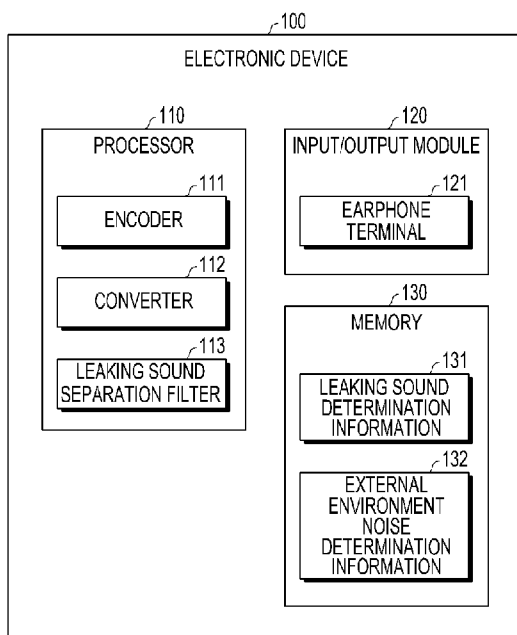 100
ELECTRONIC DEVICE
110
PROCESSOR
111
ENCODER
112
CONVERTER
113
LEAKING SOUND
SEPARATION FILTER
120
INPUT/OUTPUT MODULE
121
EARPHONE
TERMINAL
130
MEMORY
131
LEAKING SOUND
DETERMINATION
INFORMATION
132
EXTERNAL
ENVIRONMENT
NOISE
DETERMINATION
INFORMATION